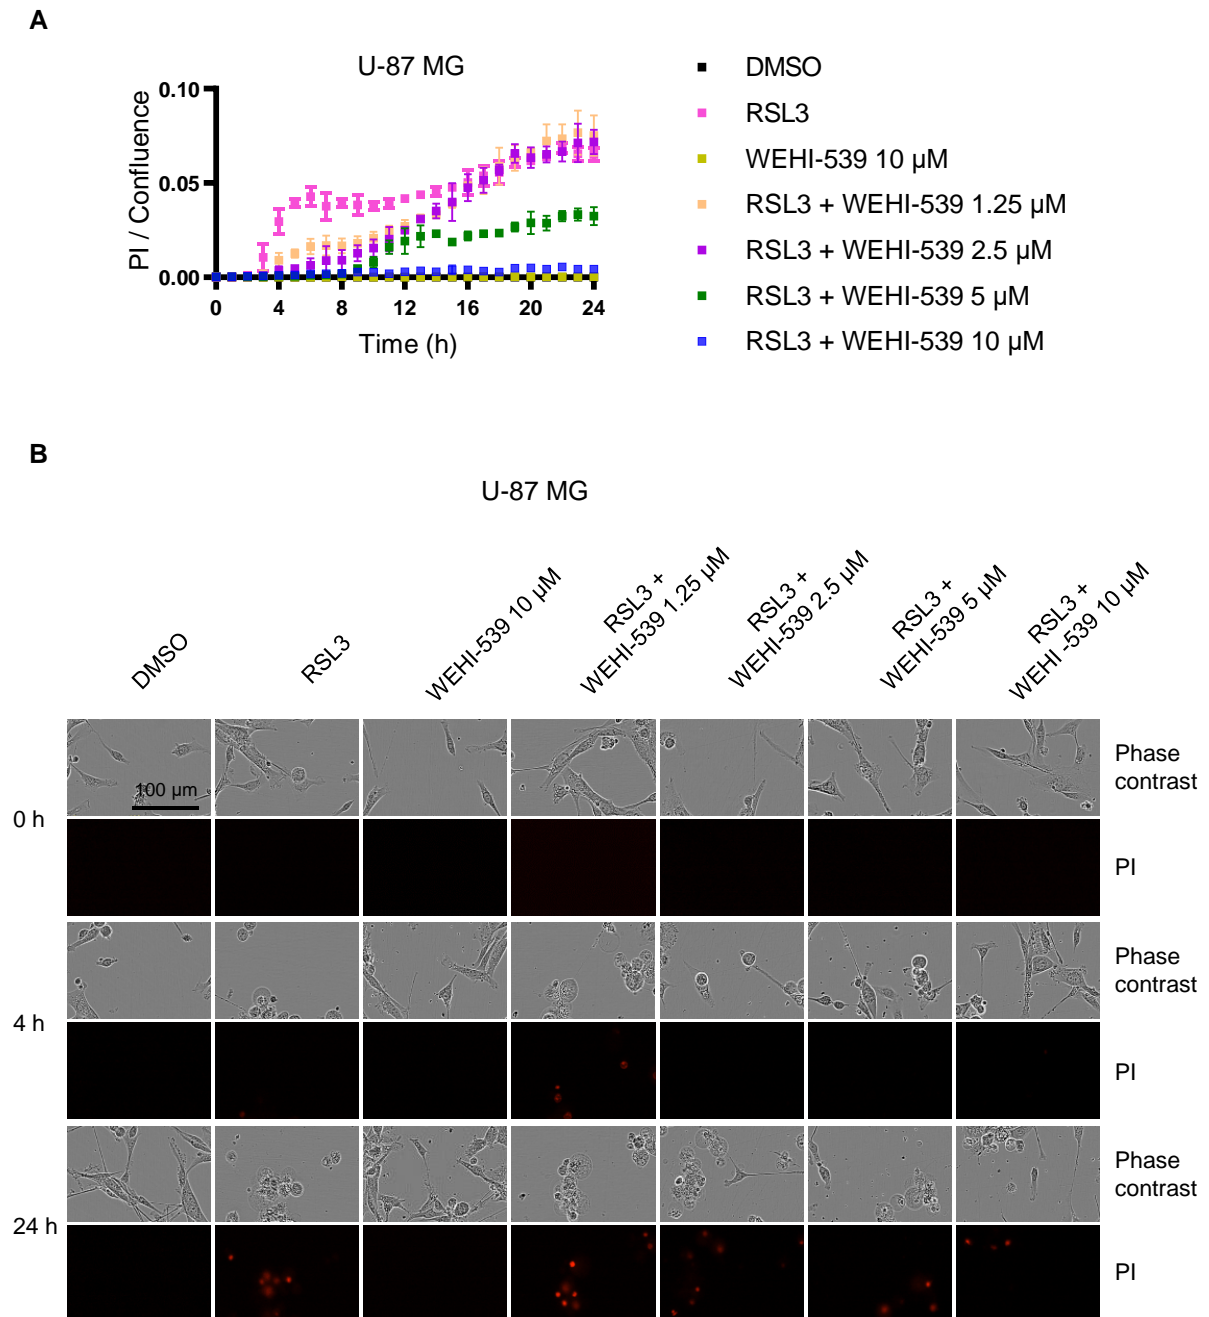 A
U-87 MG
PI / Confluence
0.10
0.05
0.00
0 4 8 12 16 20 24
Time (h)
DMSO
RSL3
WEHI-539 10 µM
RSL3 + WEHI-539 1.25 µM
RSL3 + WEHI-539 2.5 µM
RSL3 + WEHI-539 5 µM
RSL3 + WEHI-539 10 µM
B
U-87 MG
DMSO
RSL3
WEHI-539 10 µM
RSL3 +
WEHI-539 1.25 µM
RSL3 +
WEHI-539 2.5 µM
RSL3 +
WEHI-539 5 µM
RSL3 +
WEHI -539 10 µM
100 µm
Phase
contrast
0 h
PI
Phase
contrast
4 h
PI
Phase
contrast
24 h
PI